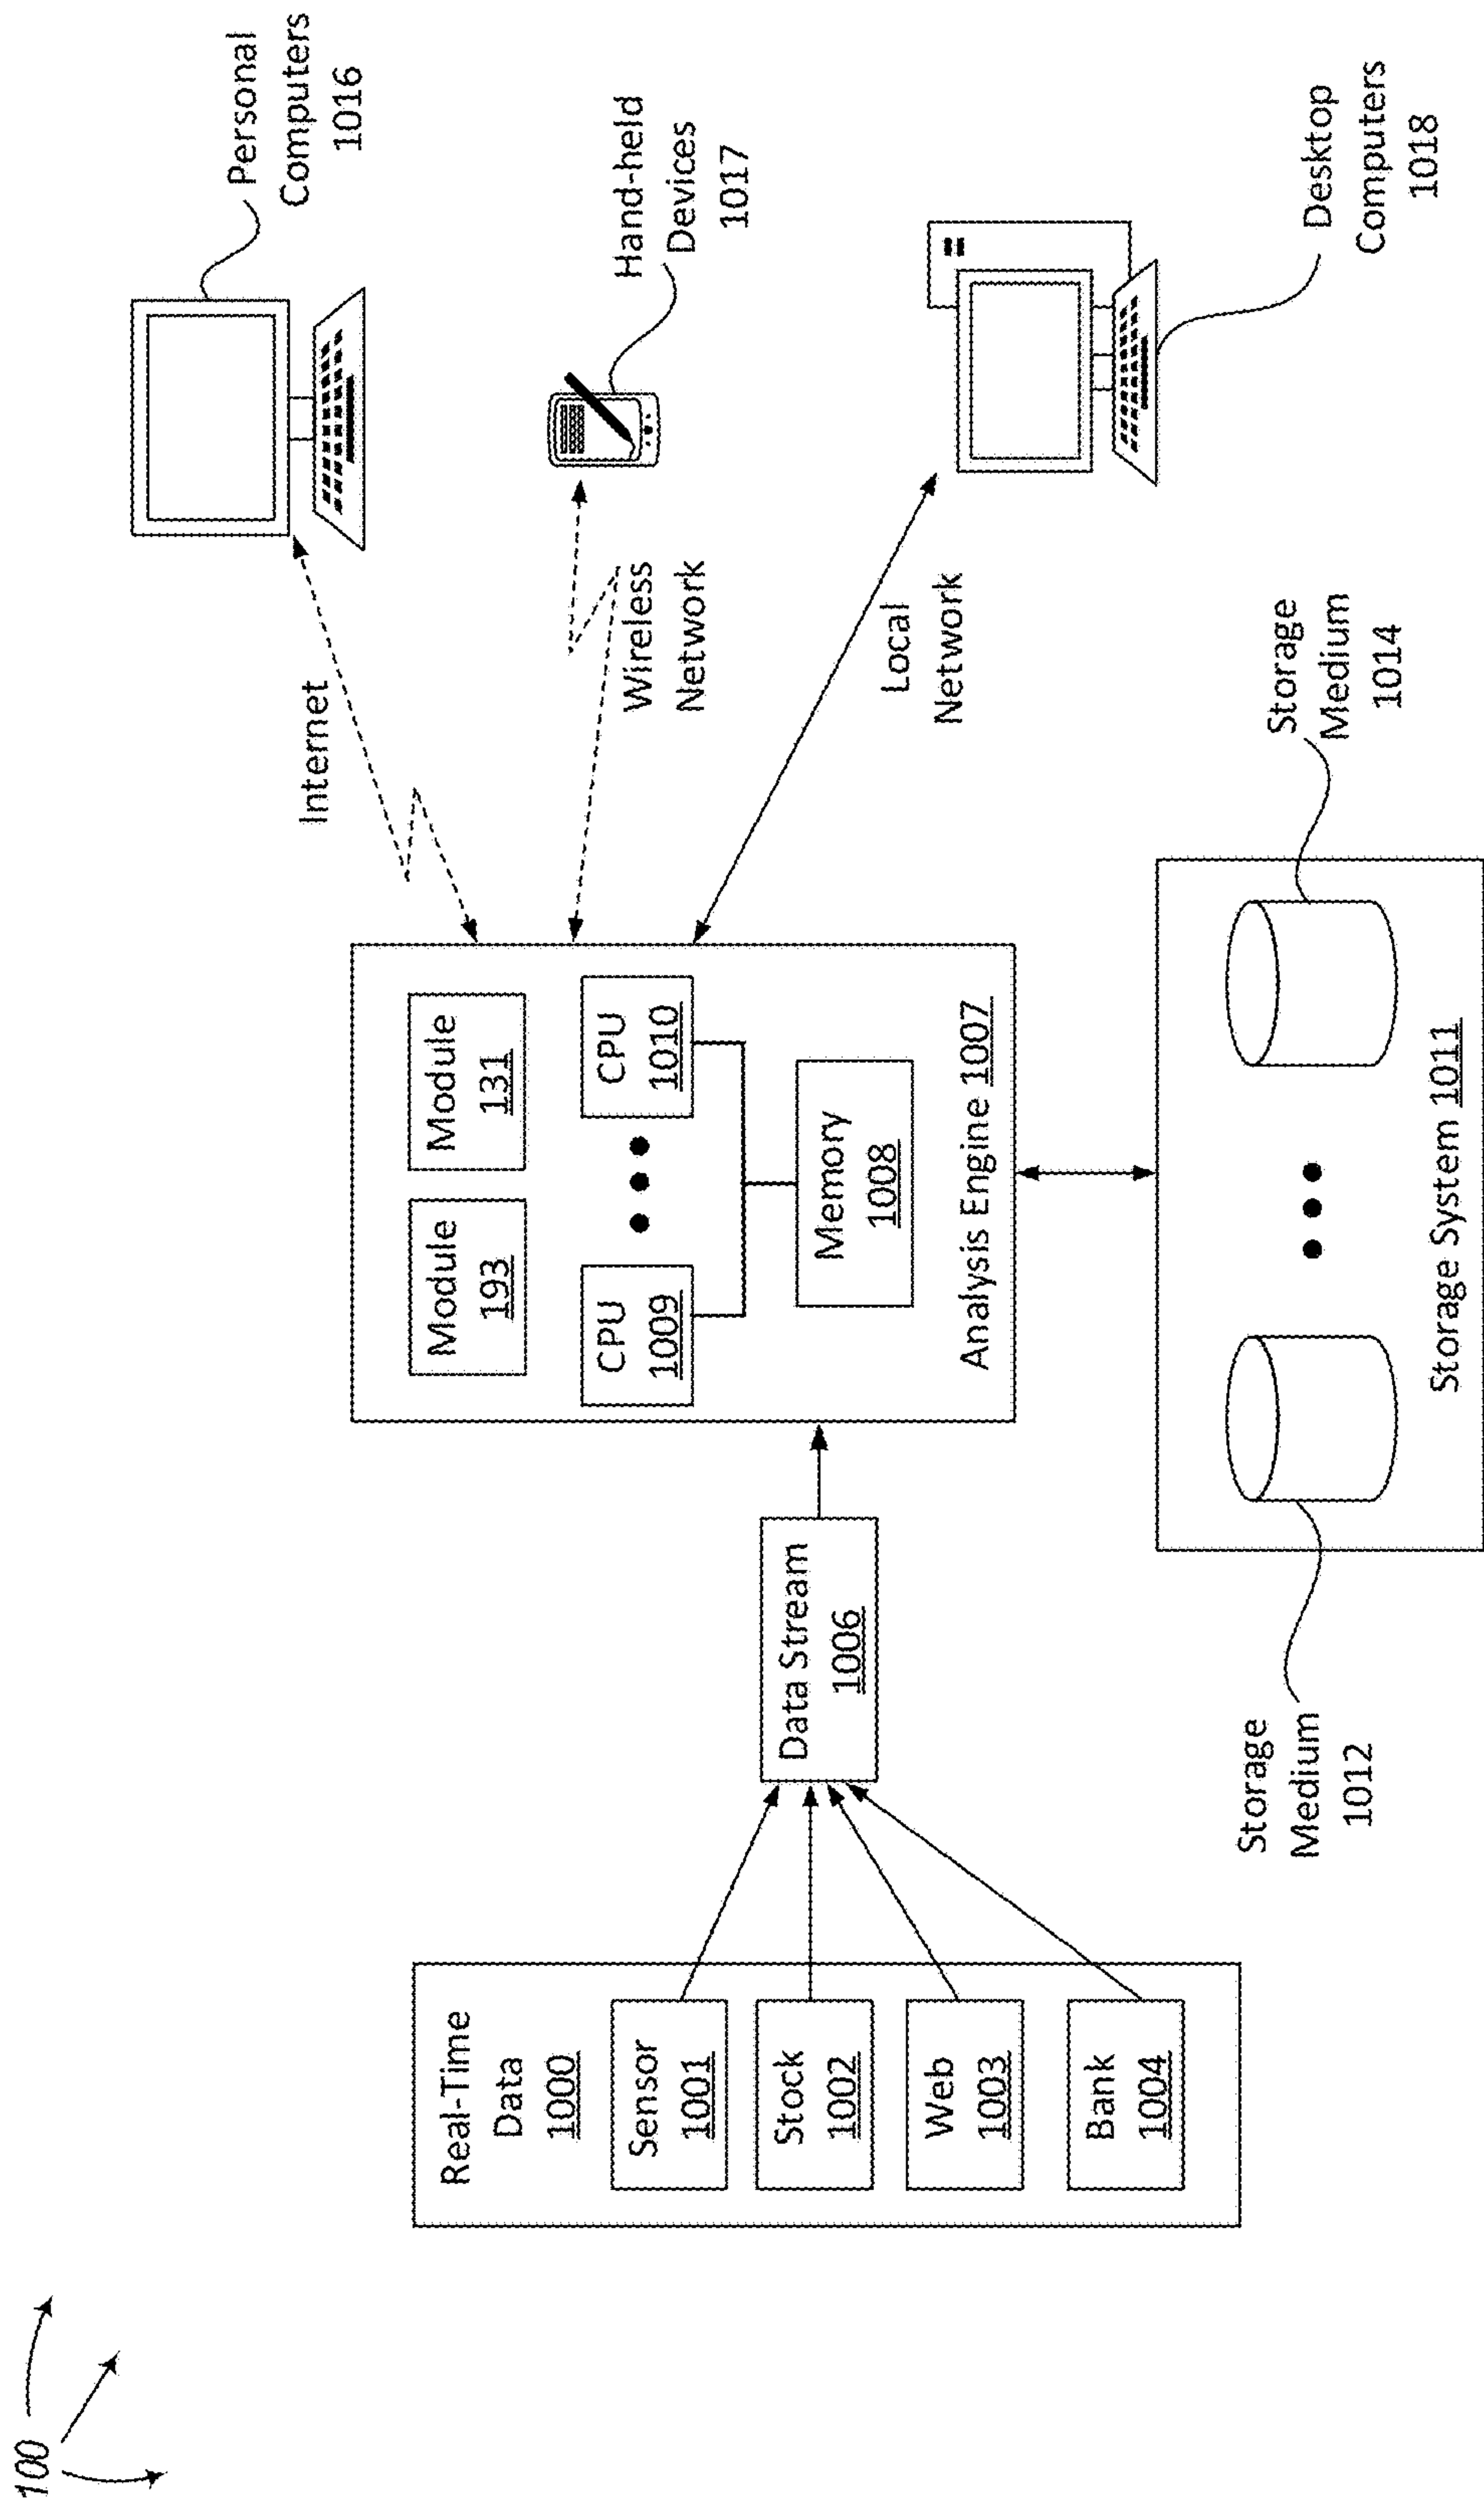 100
Real-Time
Data
1000
Sensor
1001
Stock
1002
Web
1003
Bank
1004
Data Stream
1006
Module
193
Module
131
CPU
1009
CPU
1010
Memory
1008
Analysis Engine 1007
Storage
Medium
1012
Storage System 1011
Storage
Medium
1014
Internet
Wireless
Network
Local
Network
Personal
Computers
1016
Hand-held
Devices
1017
Desktop
Computers
1018